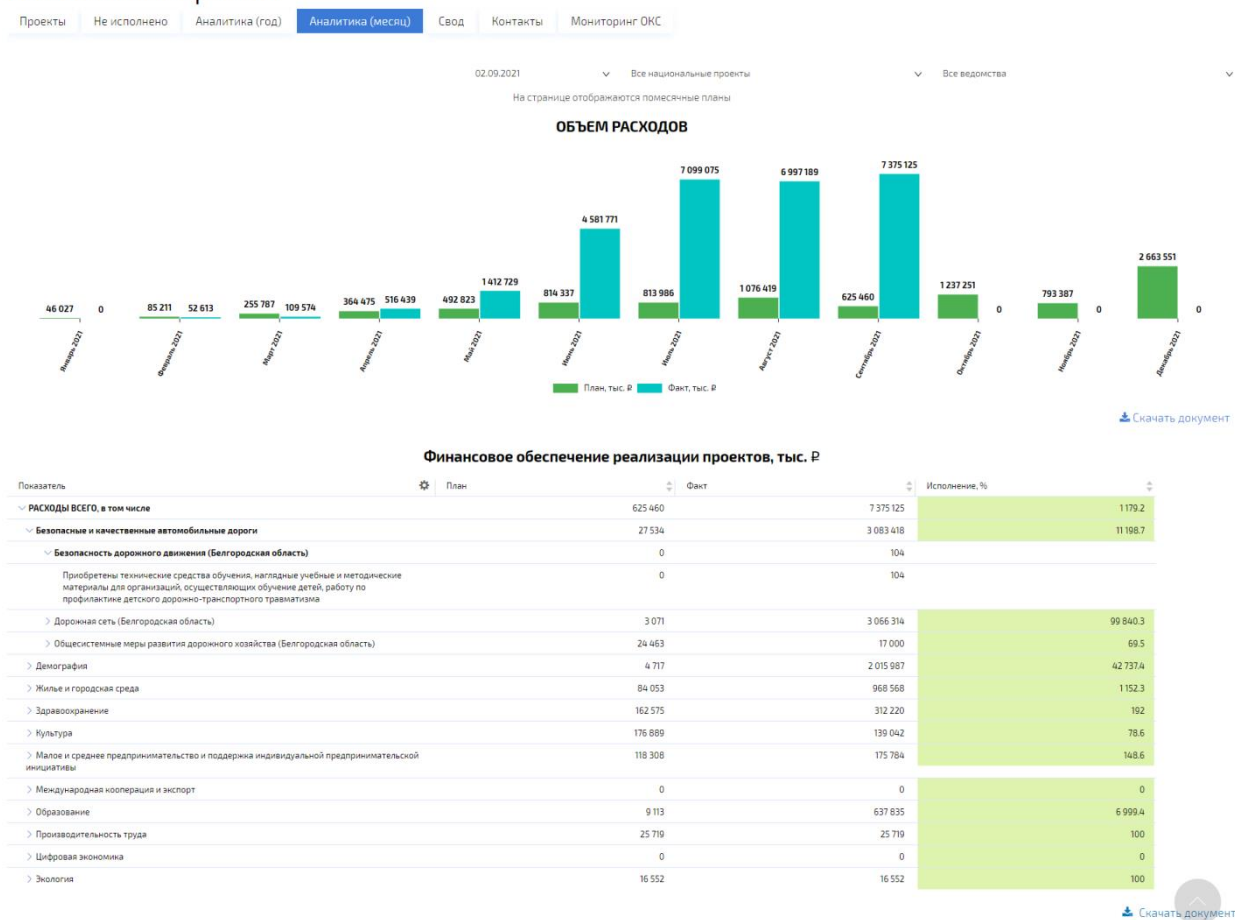 Проекты Не исполнено Аналитика (год) Аналитика (месяц) Свод Контакты Мониторинг ОКС
02.09.2021 Все национальные проекты Все ведомства
На странице отображаются помесячные планы
ОБЪЕМ РАСХОДОВ
46 027 0 85 211 52 613 255 787 109 574 364 475 516 439 492 823 1 412 729 814 337 4 581 771 813 986 7 099 075 1 076 419 6 997 189 625 460 7 375 125 1 237 251 0 793 387 0 2 663 551 0
Январь 2021 Февраль 2021 Март 2021 Апрель 2021 Май 2021 Июнь 2021 Июль 2021 Август 2021 Сентябрь 2021 Октябрь 2021 Ноябрь 2021 Декабрь 2021
План, тыс. ₽ Факт, тыс. ₽
Скачать документ
Финансовое обеспечение реализации проектов, тыс. ₽
Показатель План Факт Исполнение, %
РАСХОДЫ ВСЕГО, в том числе 625 460 7 375 125 1 179.2
Безопасные и качественные автомобильные дороги 27 534 3 083 418 11 198.7
Безопасность дорожного движения (Белгородская область) 0 104
Приобретены технические средства обучения, наглядные учебные и методические 0 104
материалы для организаций, осуществляющих обучение детей, работу по
профилактике детского дорожно-транспортного травматизма
Дорожная сеть (Белгородская область) 3 071 3 066 314 99 840.3
Общесистемные меры развития дорожного хозяйства (Белгородская область) 24 463 17 000 69.5
Демография 4 717 2 015 987 42 737.4
Жилье и городская среда 84 053 968 568 1 152.3
Здравоохранение 162 575 312 220 192
Культура 176 889 139 042 78.6
Малое и среднее предпринимательство и поддержка индивидуальной предпринимательской 118 308 175 784 148.6
инициативы
Международная кооперация и экспорт 0 0 0
Образование 9 113 637 835 6 999.4
Производительность труда 25 719 25 719 100
Цифровая экономика 0 0 0
Экология 16 552 16 552 100
Скачать документ